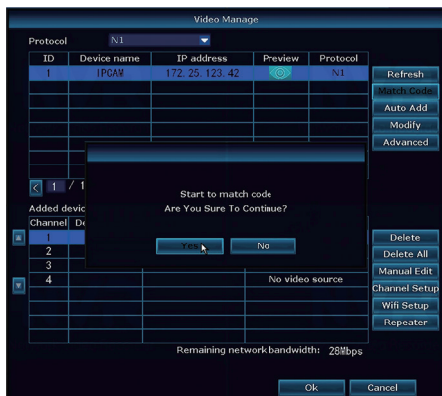 Video Manage
Protocol N1
ID Device name IP address Preview Protocol
1 IPCAM 172.25.123.42 N1
Refresh
Match Code
Auto Add
Modify
Advanced
< 1 / 1
Start to match code
Are You Sure To Continue?
Yes No
Added devic
Channel De
1
2
3
4 No video source
Delete
Delete All
Manual Edit
Channel Setup
Wifi Setup
Repeater
Remaining network bandwidth: 28Mbps
Ok Cancel